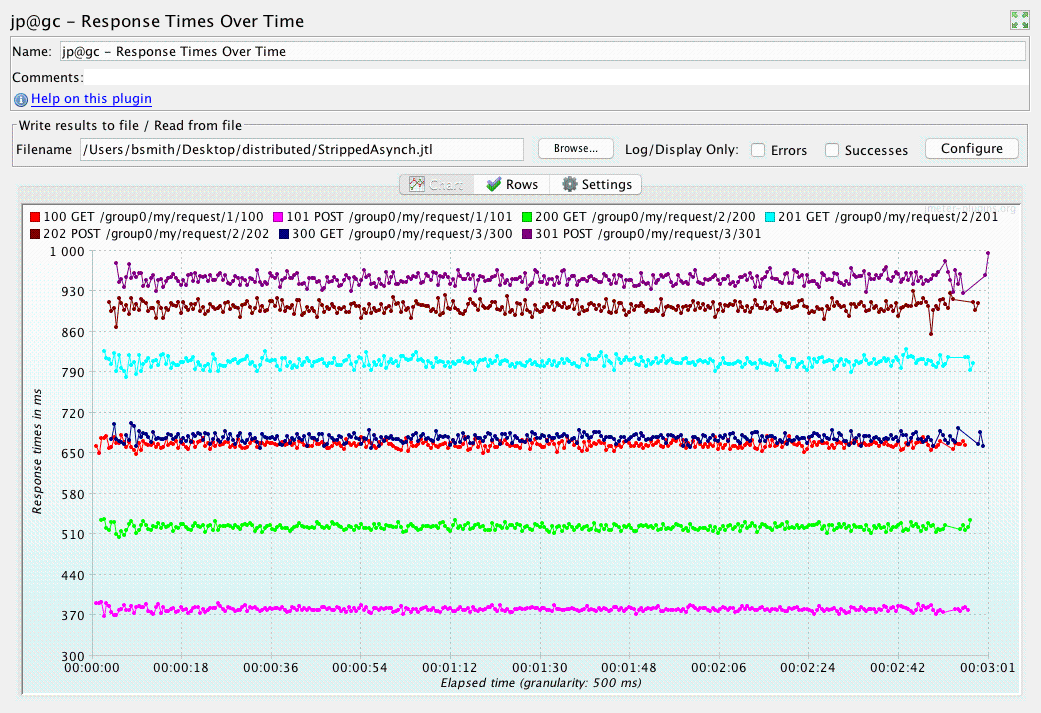 jp@gc - Response Times Over Time
Name: jp@gc - Response Times Over Time
Comments:
Help on this plugin
Write results to file / Read from file
Filename /Users/bsmith/Desktop/distributed/StrippedAsynch.jtl Browse... Log/Display Only: Errors Successes Configure
Chart Rows Settings
jmeter-plugins.org
100 GET /group0/my/request/1/100 101 POST /group0/my/request/1/101 200 GET /group0/my/request/2/200 201 GET /group0/my/request/2/201
202 POST /group0/my/request/2/202 300 GET /group0/my/request/3/300 301 POST /group0/my/request/3/301
1 000
930
860
790
720
650
580
510
440
370
300
Response times in ms
00:00:00 00:00:18 00:00:36 00:00:54 00:01:12 00:01:30 00:01:48 00:02:06 00:02:24 00:02:42 00:03:01
Elapsed time (granularity: 500 ms)